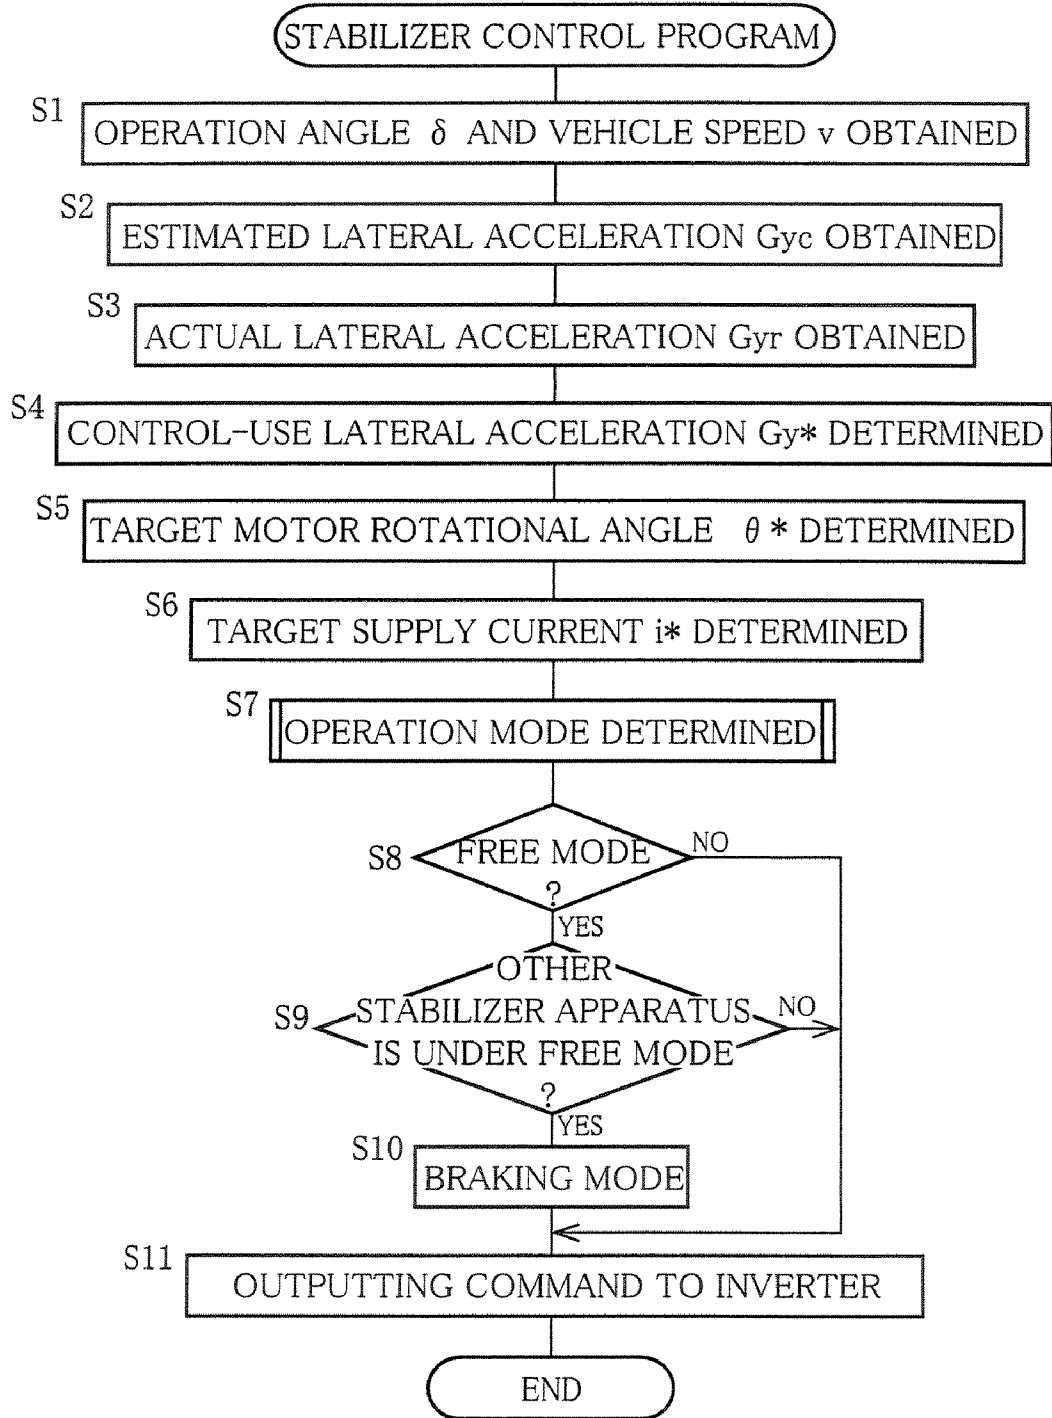 STABILIZER CONTROL PROGRAM
S1
OPERATION ANGLE δ AND VEHICLE SPEED v OBTAINED
S2
ESTIMATED LATERAL ACCELERATION Gyc OBTAINED
S3
ACTUAL LATERAL ACCELERATION Gyr OBTAINED
S4
CONTROL-USE LATERAL ACCELERATION Gy* DETERMINED
S5
TARGET MOTOR ROTATIONAL ANGLE θ* DETERMINED
S6
TARGET SUPPLY CURRENT i* DETERMINED
S7
OPERATION MODE DETERMINED
S8
FREE MODE
?
NO
YES
S9
OTHER
STABILIZER APPARATUS
IS UNDER FREE MODE
?
NO
YES
S10
BRAKING MODE
S11
OUTPUTTING COMMAND TO INVERTER
END